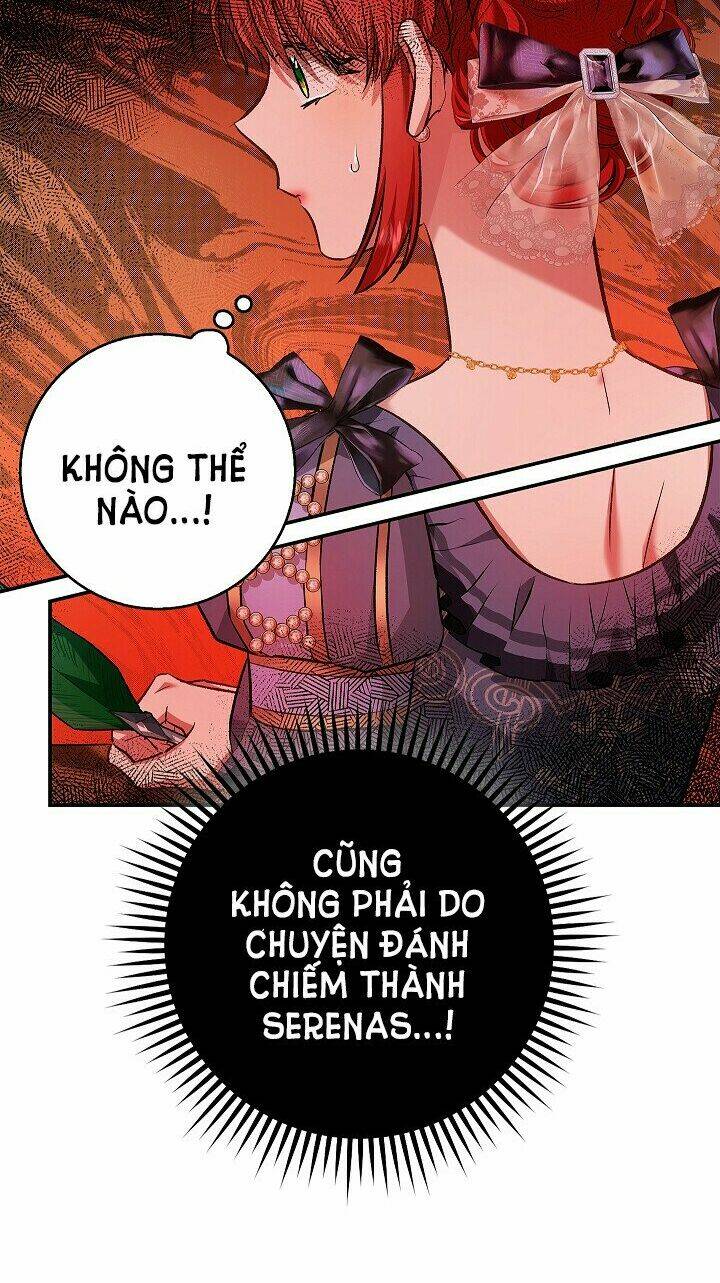 KHÔNG THỂ
NÀO...!
CŨNG
KHÔNG PHẢI DO
CHUYỆN ĐÁNH
CHIẾM THÀNH
SERENAS...!